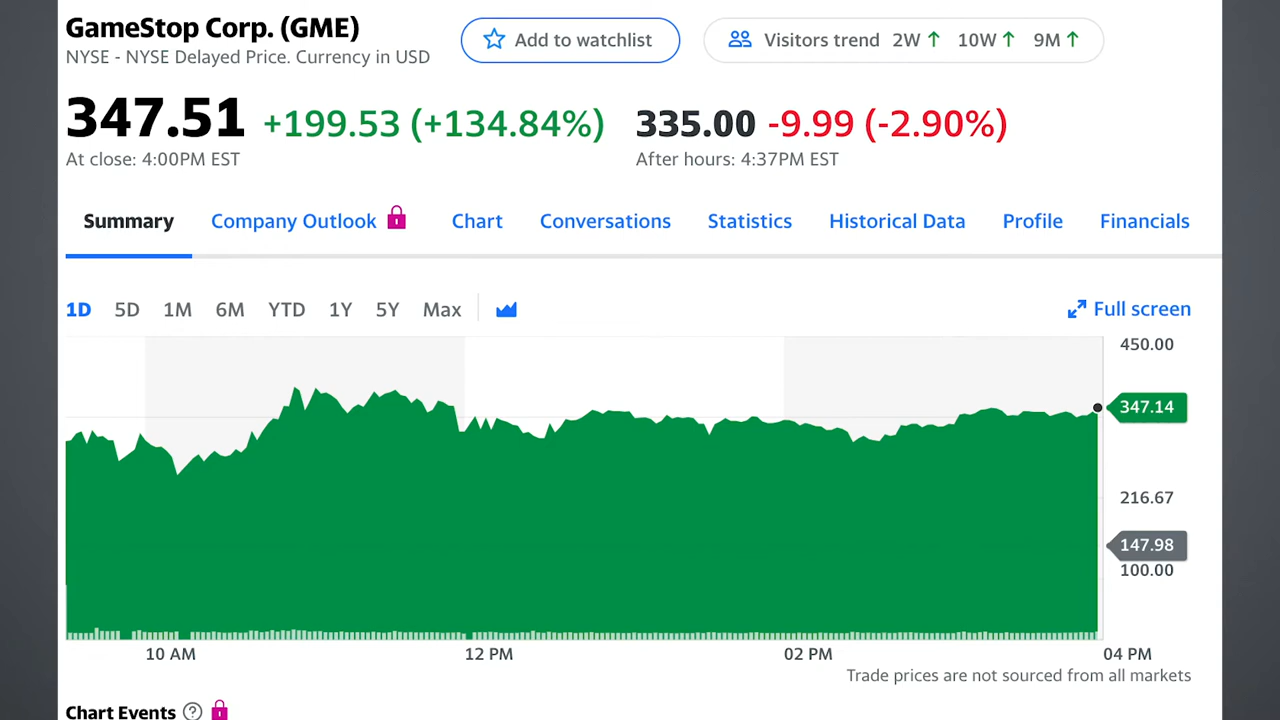 GameStop Corp. (GME)
NYSE - NYSE Delayed Price. Currency in USD
Add to watchlist
Visitors trend 2W ↑ 10W ↑ 9M ↑
347.51 +199.53 (+134.84%)
At close: 4:00PM EST
335.00 -9.99 (-2.90%)
After hours: 4:37PM EST
Summary Company Outlook Chart Conversations Statistics Historical Data Profile Financials
1D 5D 1M 6M YTD 1Y 5Y Max
Full screen
450.00
347.14
216.67
147.98
100.00
10 AM 12 PM 02 PM 04 PM
Trade prices are not sourced from all markets
Chart Events ?